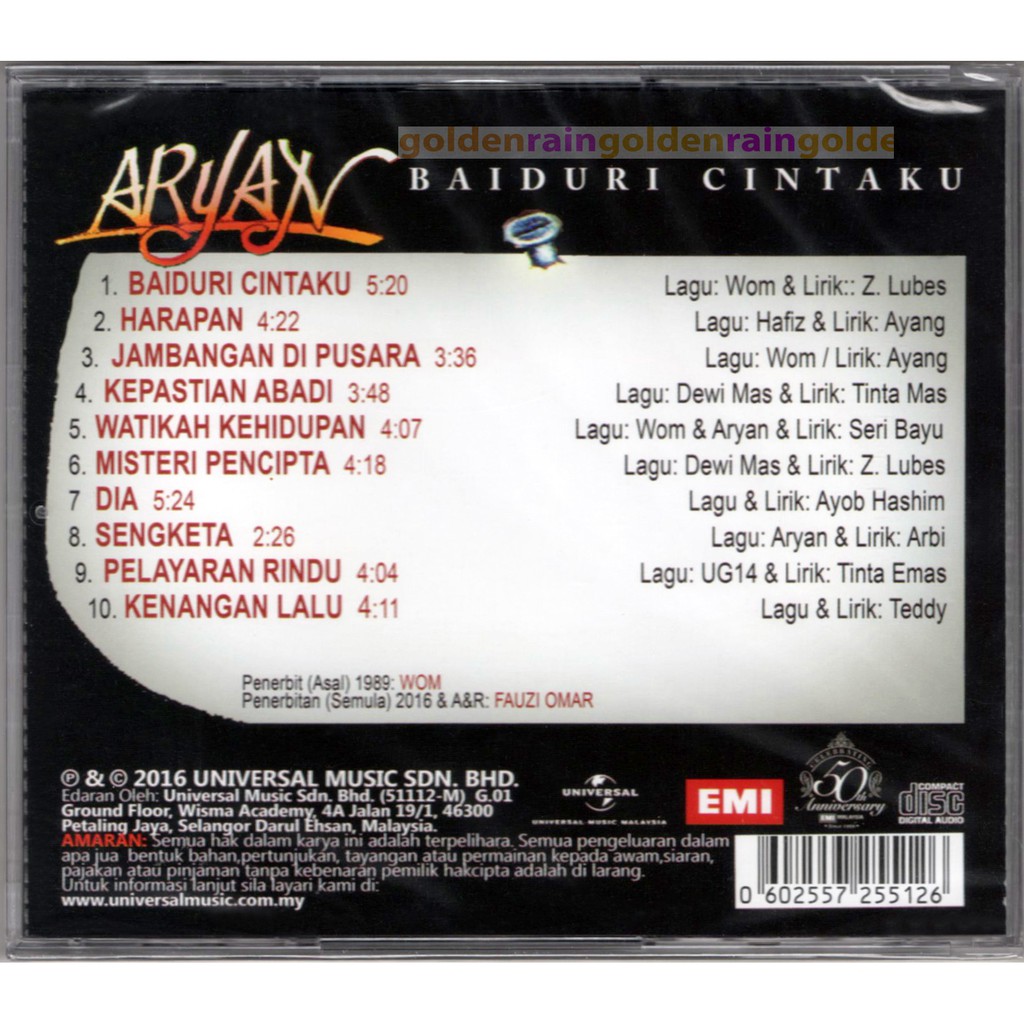 goldenraingoldenraingolde
ARYAN BAIDURI CINTAKU
1. BAIDURI CINTAKU 5:20 Lagu: Wom & Lirik:: Z. Lubes
2. HARAPAN 4:22 Lagu: Hafiz & Lirik: Ayang
3. JAMBANGAN DI PUSARA 3:36 Lagu: Wom / Lirik: Ayang
4. KEPASTIAN ABADI 3:48 Lagu: Dewi Mas & Lirik: Tinta Mas
5. WATIKAH KEHIDUPAN 4:07 Lagu: Wom & Aryan & Lirik: Seri Bayu
6. MISTERI PENCIPTA 4:18 Lagu: Dewi Mas & Lirik: Z. Lubes
7 DIA 5:24 Lagu & Lirik: Ayob Hashim
8. SENGKETA 2:26 Lagu: Aryan & Lirik: Arbi
9. PELAYARAN RINDU 4:04 Lagu: UG14 & Lirik: Tinta Emas
10. KENANGAN LALU 4:11 Lagu & Lirik: Teddy
Penerbit (Asal) 1989: WOM
Penerbitan (Semula) 2016 & A&R: FAUZI OMAR
℗ & © 2016 UNIVERSAL MUSIC SDN. BHD.
Edaran Oleh: Universal Music Sdn. Bhd. (51112-M) G.01
Ground Floor, Wisma Academy, 4A Jalan 19/1, 46300
Petaling Jaya, Selangor Darul Ehsan, Malaysia.
AMARAN: Semua hak dalam karya ini adalah terpelihara. Semua pengeluaran dalam
apa jua bentuk bahan,pertunjukan, tayangan atau permainan kepada awam,siaran,
pajakan atau pinjaman tanpa kebenaran pemilik hakcipta adalah di larang.
Untuk informasi lanjut sila layari kami di:
www.universalmusic.com.my
UNIVERSAL
UNIVERSAL MUSIC MALAYSIA
EMI
CELEBRATING
50th
Anniversary
EMI MALAYSIA
COMPACT
disc
DIGITAL AUDIO
0 602557 255126